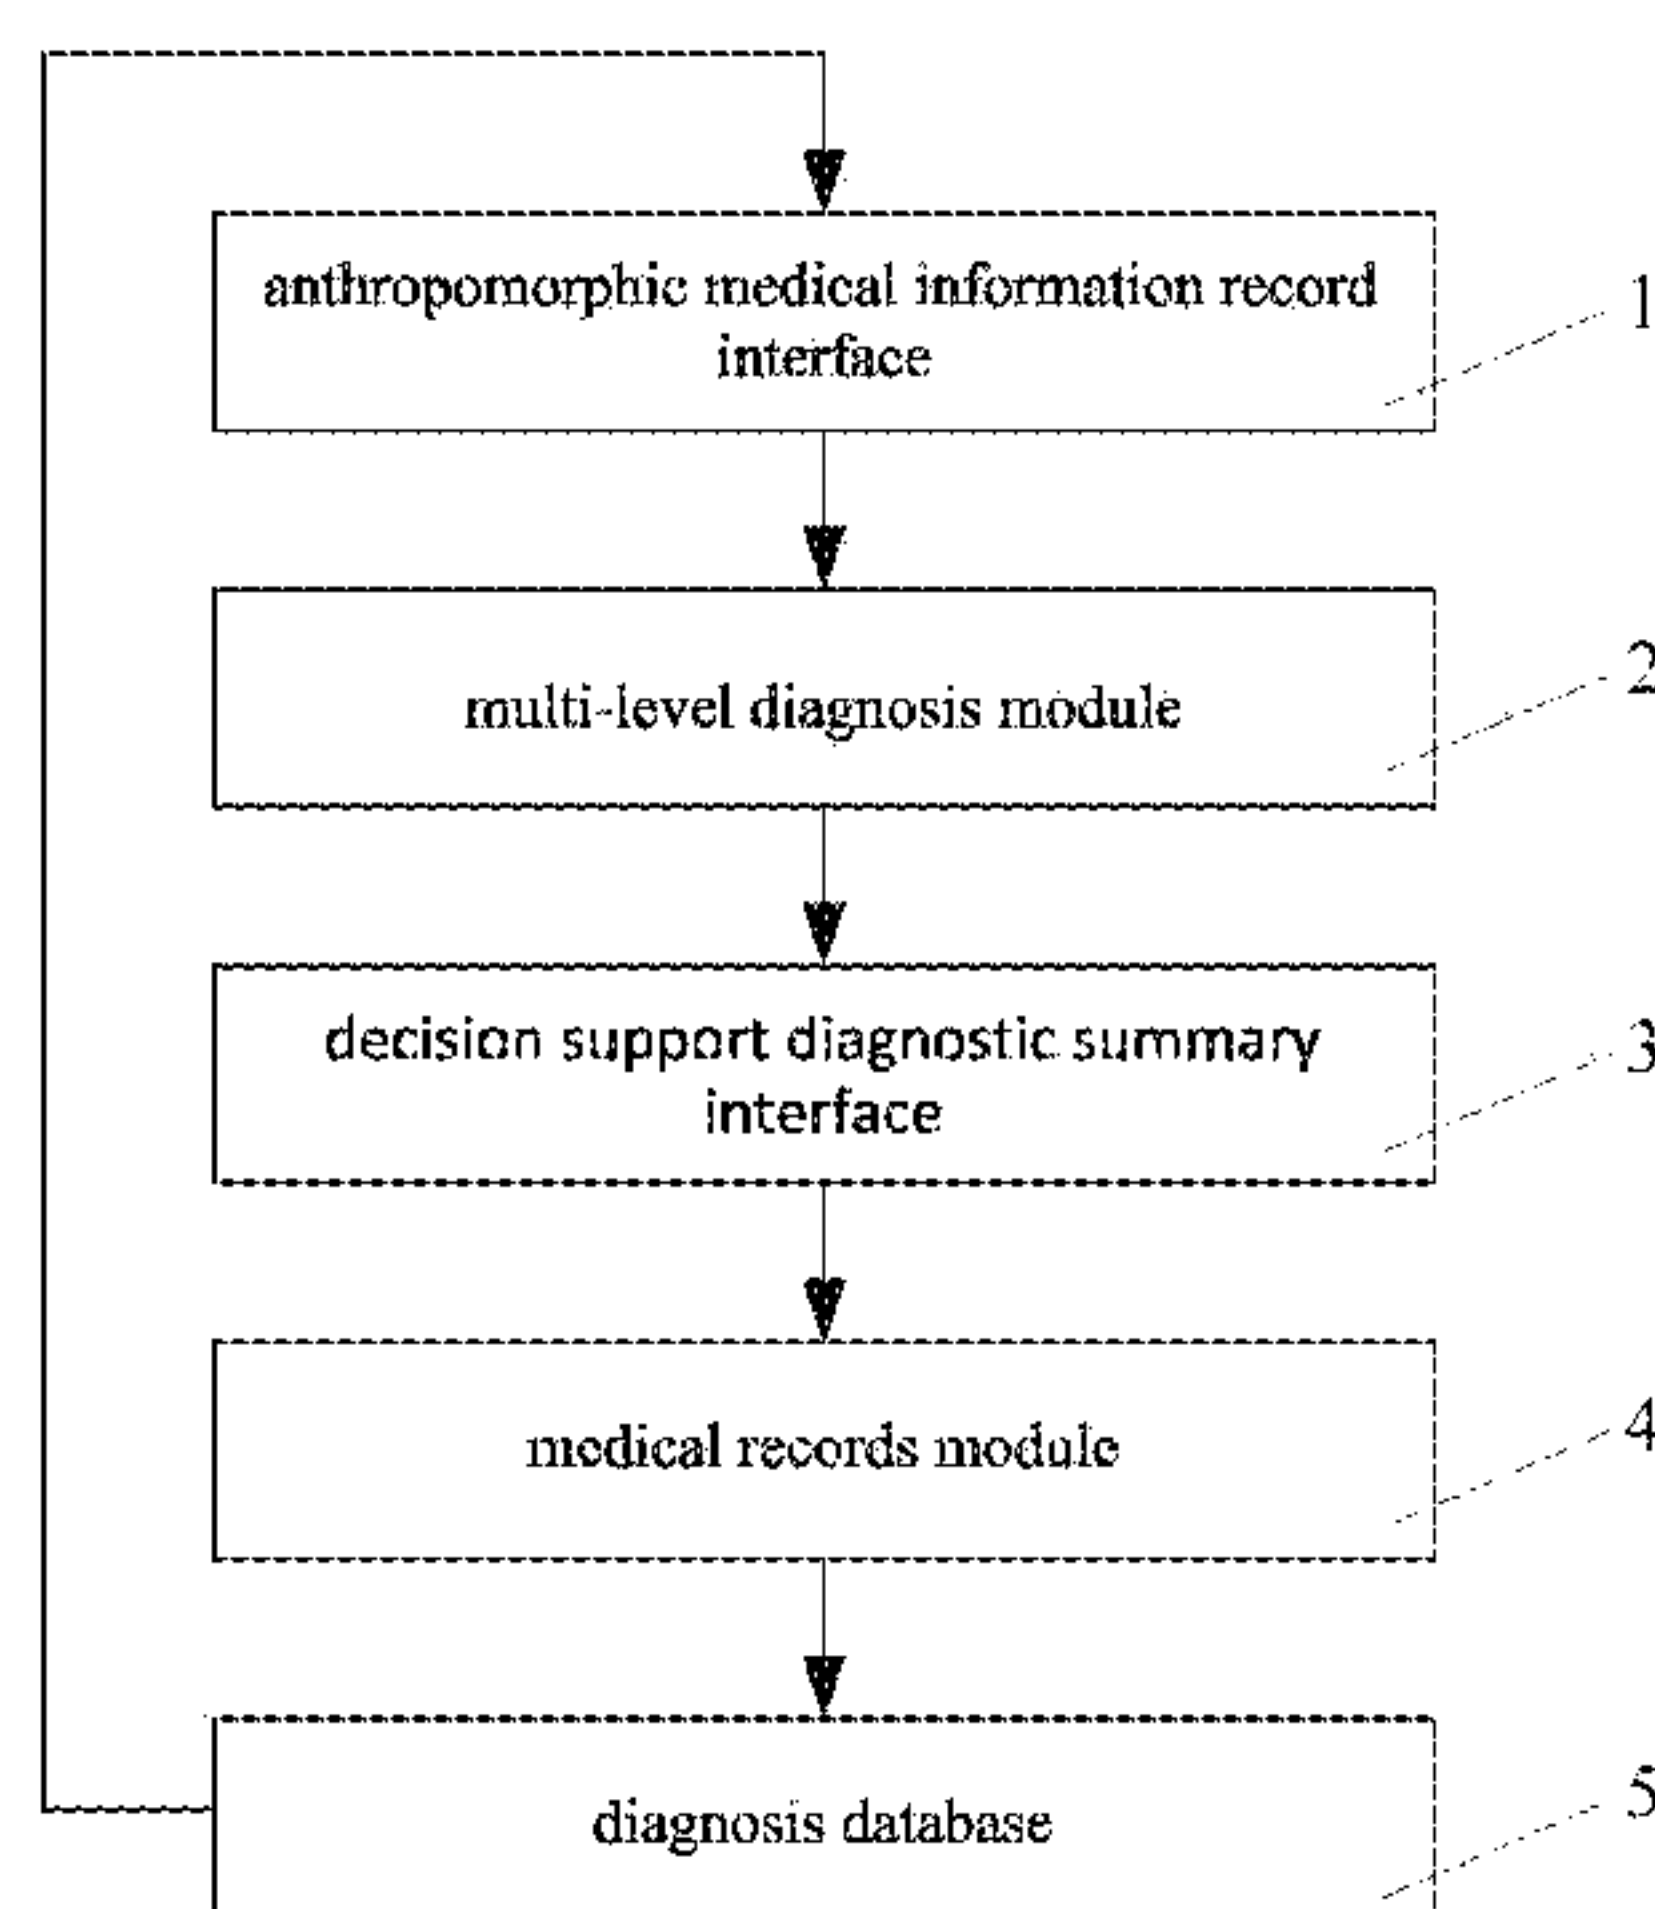 anthropomorphic medical information record
interface
1
multi-level diagnosis module
2
decision support diagnostic summary
interface
3
medical records module
4
diagnosis database
5